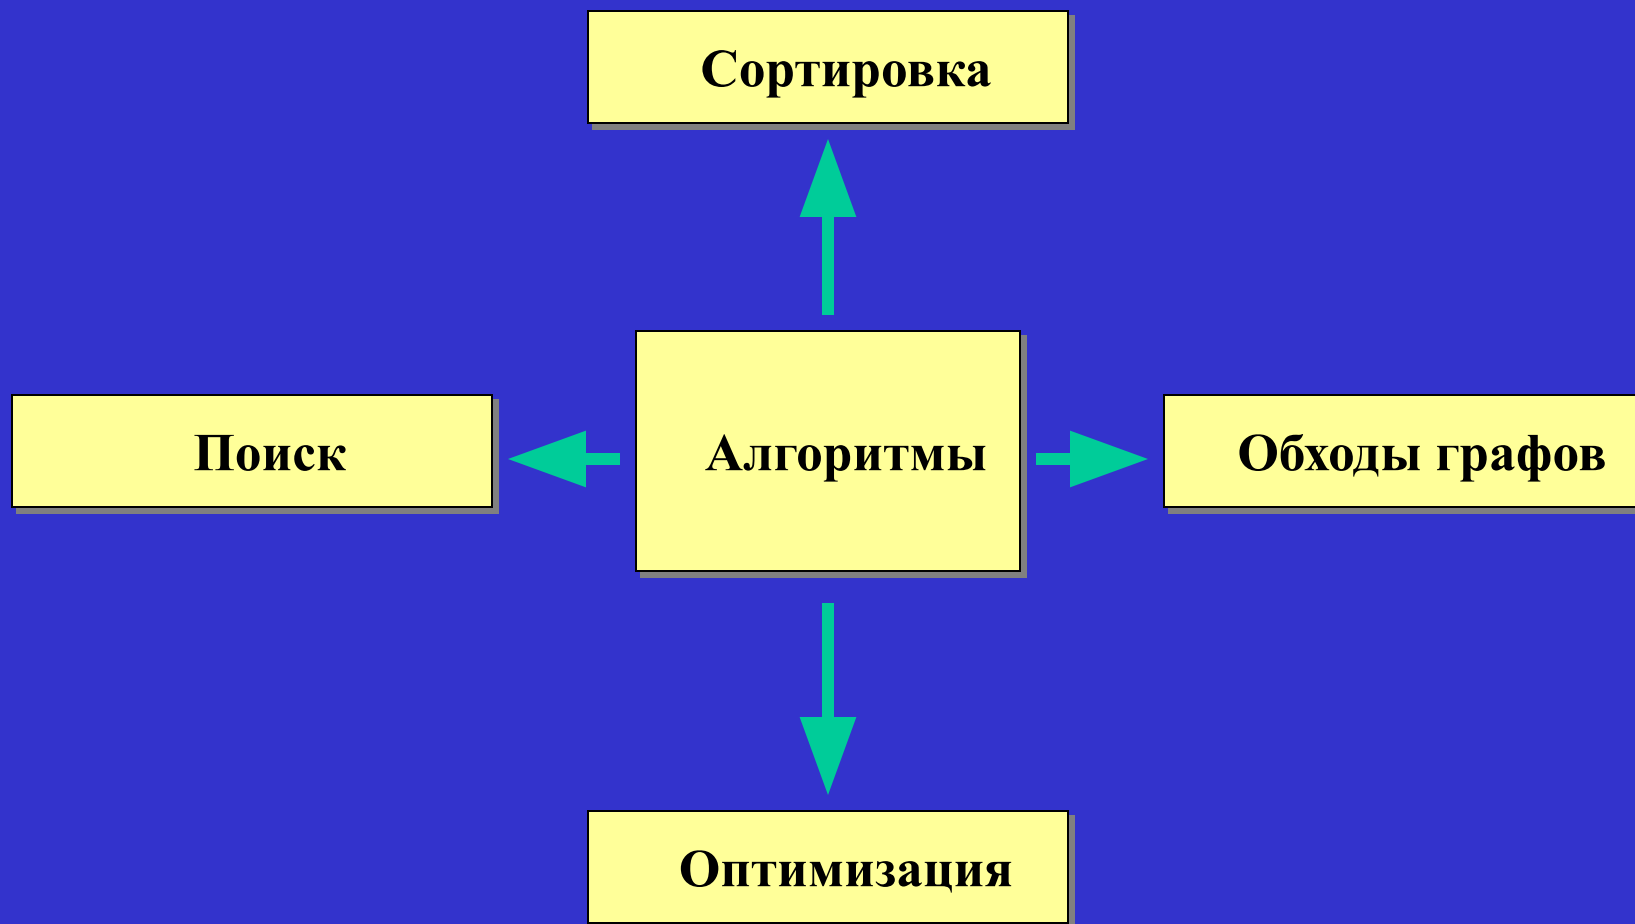 Сортировка
Поиск
Алгоритмы
Обходы графов
Оптимизация